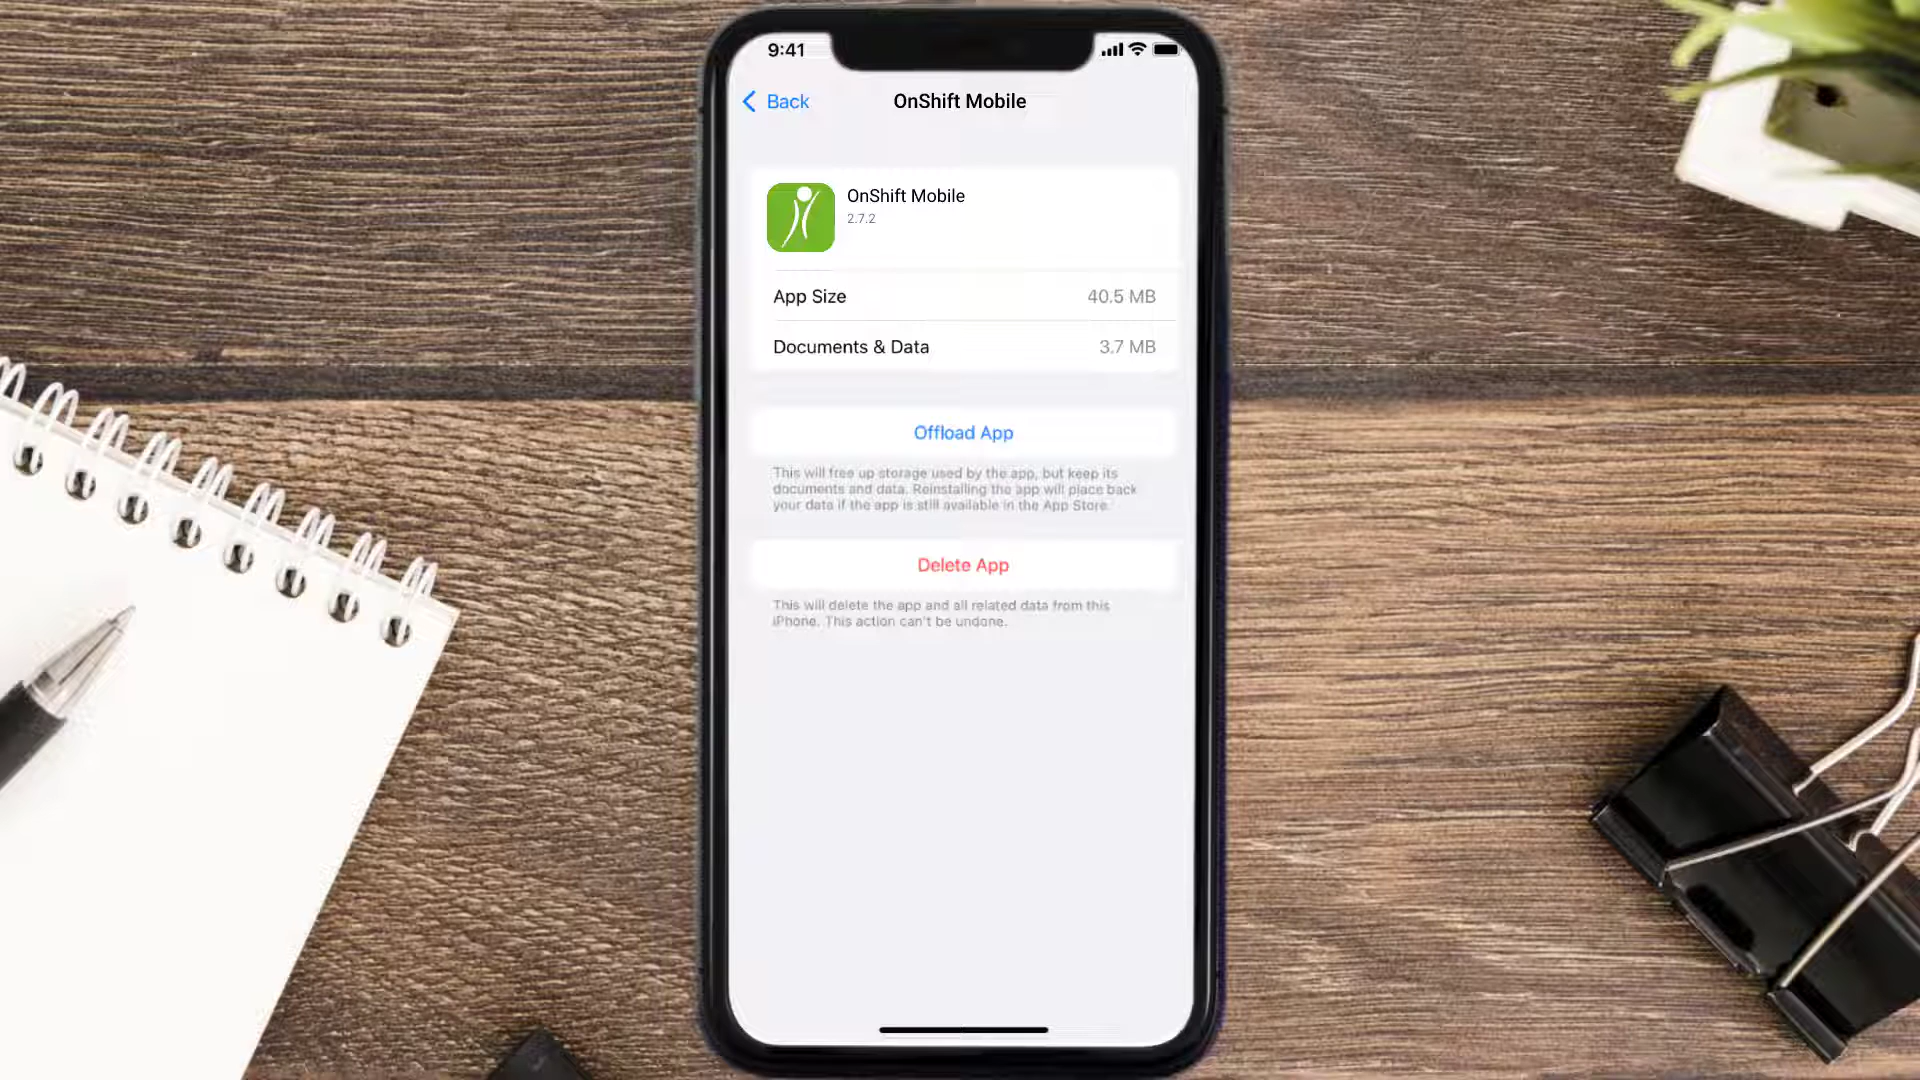 9:41
Back
OnShift Mobile
OnShift Mobile
2.7.2
App Size
40.5 MB
Documents & Data
3.7 MB
Offload App
This will free up storage used by the app, but keep its
documents and data. Reinstalling the app will place back
your data if the app is still available in the App Store.
Delete App
This will delete the app and all related data from this
iPhone. This action can't be undone.